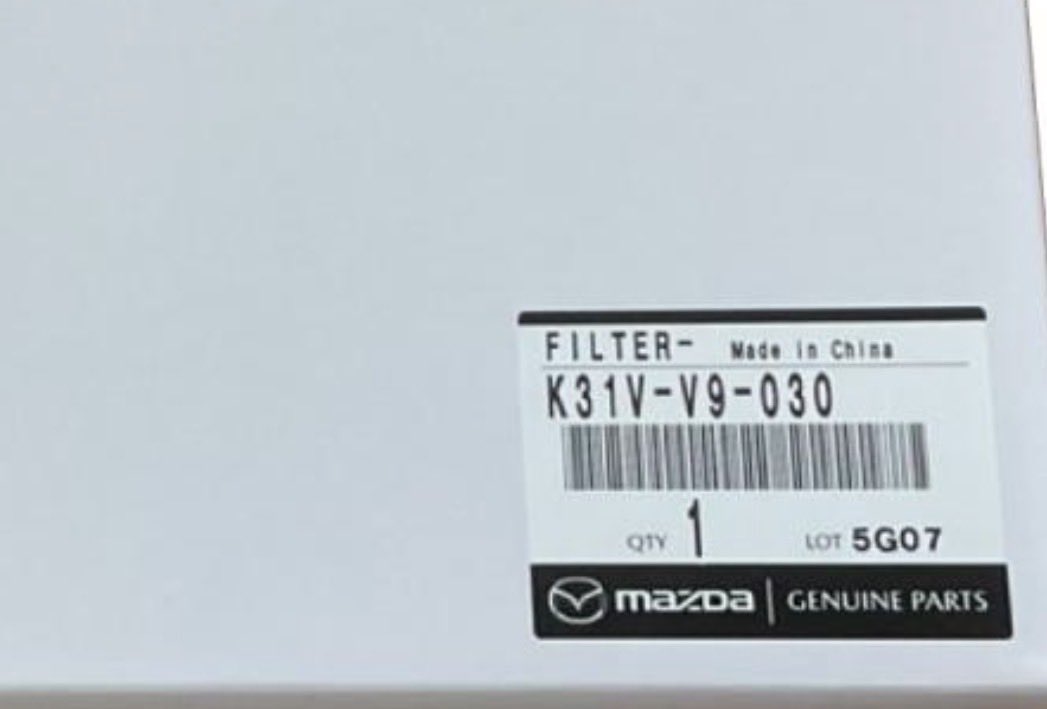 FILTER- Made in China
K31V-V9-030
QTY 1 LOT 5G07
mazDa | GENUINE PARTS